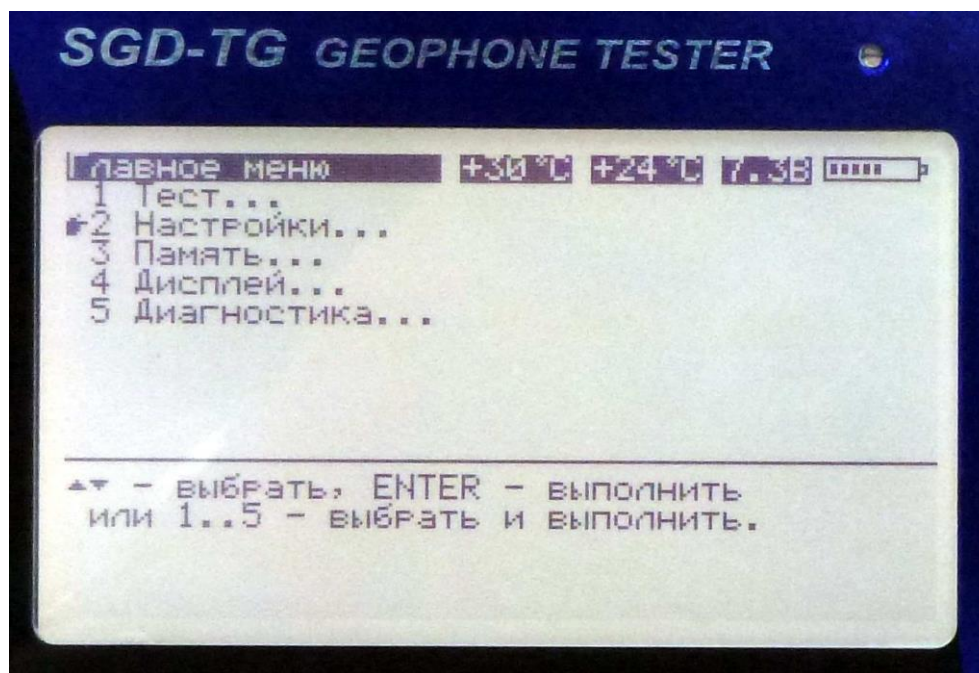 SGD-TG GEOPHONE TESTER
Главное меню +30°C +24°C 7.3В
1 Тест...
2 Настройки...
3 Память...
4 Дисплей...
5 Диагностика...
▲▼ - выбрать, ENTER - выполнить
или 1..5 - выбрать и выполнить.